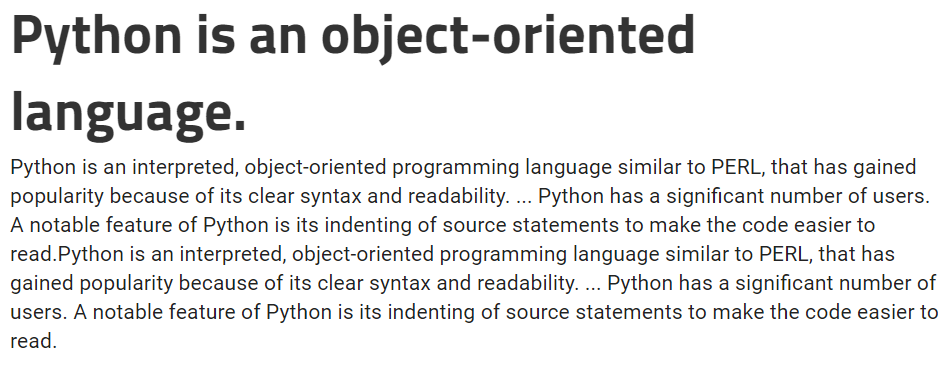 Python is an object-oriented
language.
Python is an interpreted, object-oriented programming language similar to PERL, that has gained
popularity because of its clear syntax and readability. ... Python has a significant number of users.
A notable feature of Python is its indenting of source statements to make the code easier to
read.Python is an interpreted, object-oriented programming language similar to PERL, that has
gained popularity because of its clear syntax and readability. ... Python has a significant number of
users. A notable feature of Python is its indenting of source statements to make the code easier to
read.